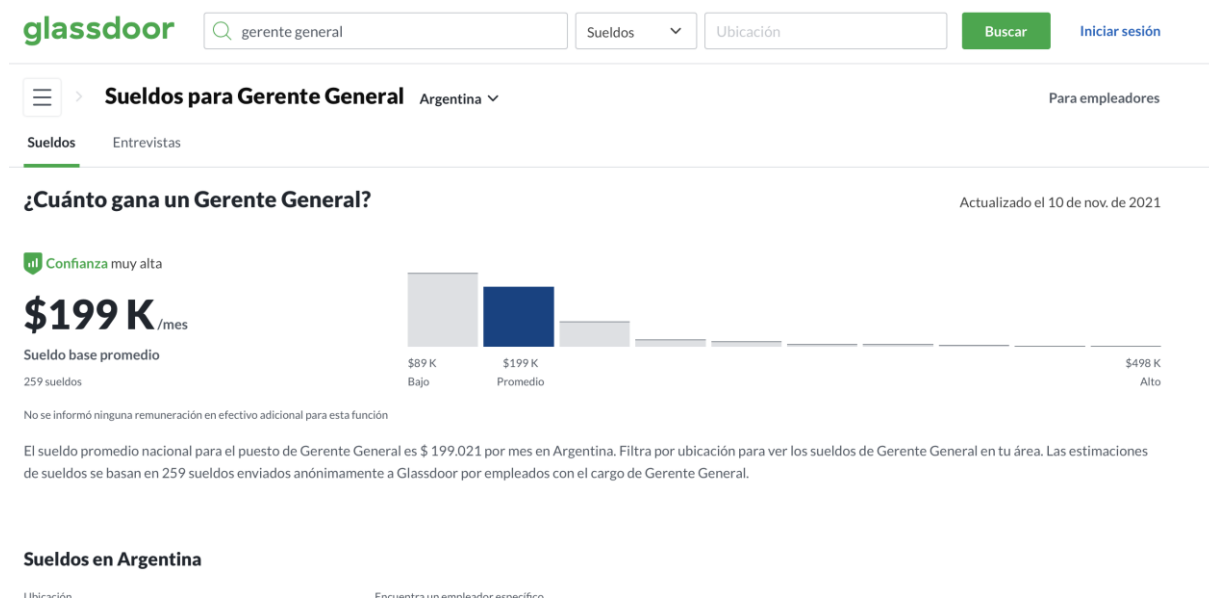 glassdoor gerente general Sueldos Ubicación Buscar Iniciar sesión
Sueldos para Gerente General Argentina Para empleadores
Sueldos Entrevistas
¿Cuánto gana un Gerente General? Actualizado el 10 de nov. de 2021
Confianza muy alta
$199 K /mes
Sueldo base promedio
259 sueldos
$89 K $199 K $498 K
Bajo Promedio Alto
No se informó ninguna remuneración en efectivo adicional para esta función
El sueldo promedio nacional para el puesto de Gerente General es $ 199.021 por mes en Argentina. Filtra por ubicación para ver los sueldos de Gerente General en tu área. Las estimaciones
de sueldos se basan en 259 sueldos enviados anónimamente a Glassdoor por empleados con el cargo de Gerente General.
Sueldos en Argentina
Ubicación Encuentra un empleador específico